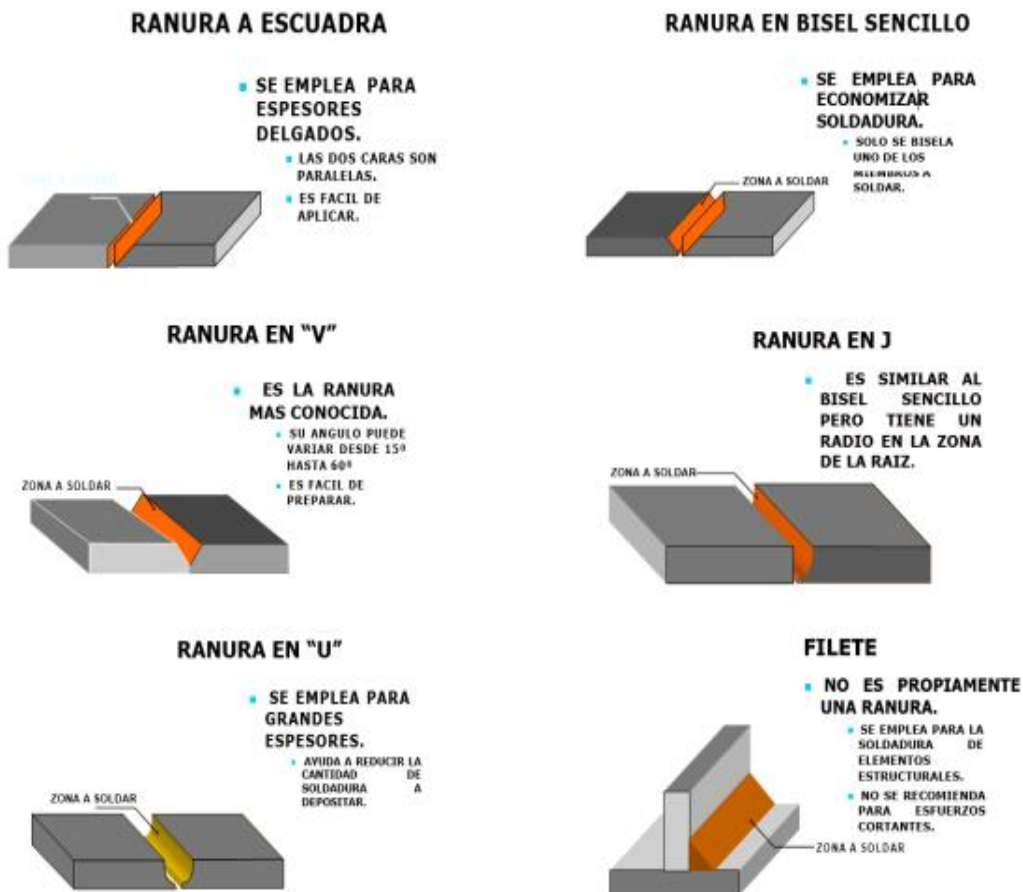 RANURA A ESCUADRA
SE EMPLEA PARA
ESPESORES
DELGADOS.
LAS DOS CARAS SON
PARALELAS.
ES FACIL DE
APLICAR.
RANURA EN BISEL SENCILLO
SE EMPLEA PARA
ECONOMIZAR
SOLDADURA.
SOLO SE BISELA
UNO DE LOS
MIEMBROS A
SOLDAR.
ZONA A SOLDAR
RANURA EN "V"
ES LA RANURA
MAS CONOCIDA.
SU ANGULO PUEDE
VARIAR DESDE 15º
HASTA 60º
ES FACIL DE
PREPARAR.
ZONA A SOLDAR
RANURA EN J
ES SIMILAR AL
BISEL SENCILLO
PERO TIENE UN
RADIO EN LA ZONA
DE LA RAIZ.
ZONA A SOLDAR
RANURA EN "U"
SE EMPLEA PARA
GRANDES
ESPESORES.
AYUDA A REDUCIR LA
CANTIDAD DE
SOLDADURA A
DEPOSITAR.
ZONA A SOLDAR
FILETE
NO ES PROPIAMENTE
UNA RANURA.
SE EMPLEA PARA LA
SOLDADURA DE
ELEMENTOS
ESTRUCTURALES.
NO SE RECOMIENDA
PARA ESFUERZOS
CORTANTES.
ZONA A SOLDAR